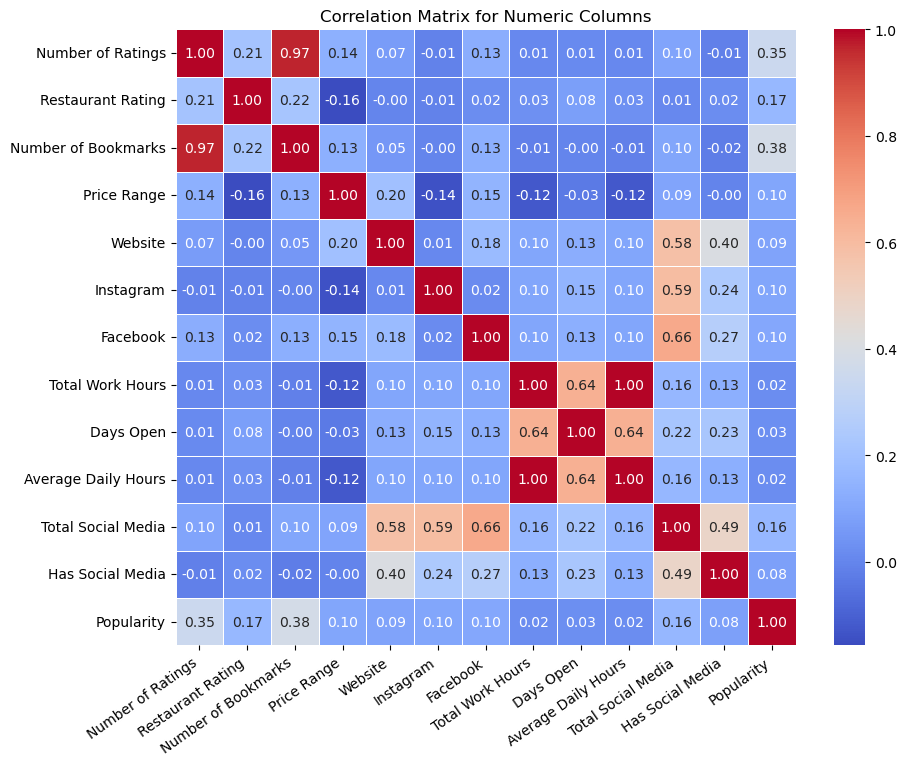 Correlation Matrix for Numeric Columns
Number of Ratings 1.00 0.21 0.97 0.14 0.07 -0.01 0.13 0.01 0.01 0.01 0.10 -0.01 0.35
Restaurant Rating 0.21 1.00 0.22 -0.16 -0.00 -0.01 0.02 0.03 0.08 0.03 0.01 0.02 0.17
Number of Bookmarks 0.97 0.22 1.00 0.13 0.05 -0.00 0.13 -0.01 -0.00 -0.01 0.10 -0.02 0.38
Price Range 0.14 -0.16 0.13 1.00 0.20 -0.14 0.15 -0.12 -0.03 -0.12 0.09 -0.00 0.10
Website 0.07 -0.00 0.05 0.20 1.00 0.01 0.18 0.10 0.13 0.10 0.58 0.40 0.09
Instagram -0.01 -0.01 -0.00 -0.14 0.01 1.00 0.02 0.10 0.15 0.10 0.59 0.24 0.10
Facebook 0.13 0.02 0.13 0.15 0.18 0.02 1.00 0.10 0.13 0.10 0.66 0.27 0.10
Total Work Hours 0.01 0.03 -0.01 -0.12 0.10 0.10 0.10 1.00 0.64 1.00 0.16 0.13 0.02
Days Open 0.01 0.08 -0.00 -0.03 0.13 0.15 0.13 0.64 1.00 0.64 0.22 0.23 0.03
Average Daily Hours 0.01 0.03 -0.01 -0.12 0.10 0.10 0.10 1.00 0.64 1.00 0.16 0.13 0.02
Total Social Media 0.10 0.01 0.10 0.09 0.58 0.59 0.66 0.16 0.22 0.16 1.00 0.49 0.16
Has Social Media -0.01 0.02 -0.02 -0.00 0.40 0.24 0.27 0.13 0.23 0.13 0.49 1.00 0.08
Popularity 0.35 0.17 0.38 0.10 0.09 0.10 0.10 0.02 0.03 0.02 0.16 0.08 1.00
Number of Ratings
Restaurant Rating
Number of Bookmarks
Price Range
Website
Instagram
Facebook
Total Work Hours
Days Open
Average Daily Hours
Total Social Media
Has Social Media
Popularity
1.0
0.8
0.6
0.4
0.2
0.0